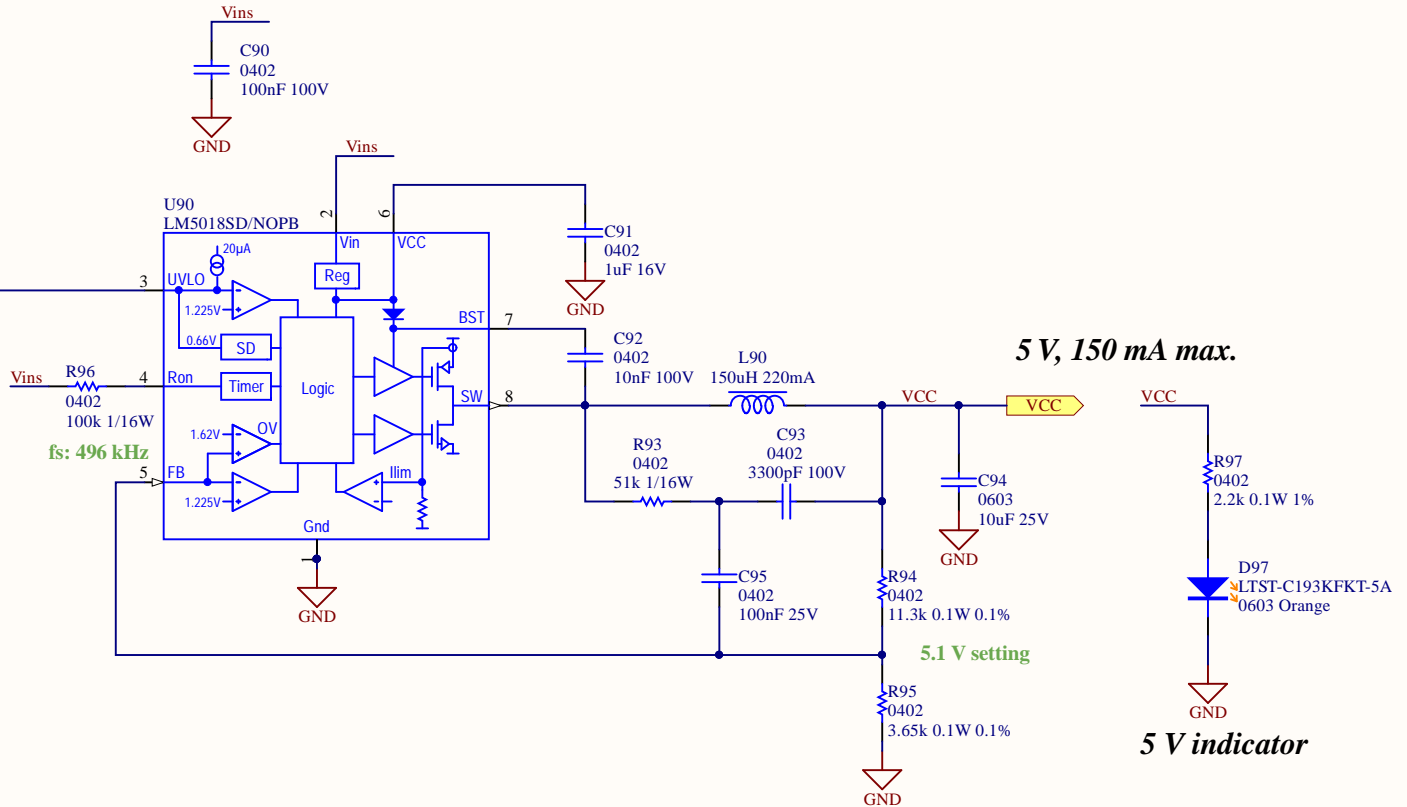 Vins
C90
0402
100nF 100V
GND
Vins
U90
LM5018SD/NOPB
2
6
Vin
VCC
20µA
3
UVLO
Reg
1.225V
C91
0402
1uF 16V
GND
BST
7
0.66V
SD
C92
0402
10nF 100V
Vins
R96
0402
100k 1/16W
4
Ron
Timer
Logic
SW
8
L90
150uH 220mA
5 V, 150 mA max.
VCC
VCC
VCC
fs: 496 kHz
1.62V
OV
5
FB
1.225V
Ilim
Gnd
1
GND
R93
0402
51k 1/16W
C93
0402
3300pF 100V
C94
0603
10uF 25V
GND
R97
0402
2.2k 0.1W 1%
C95
0402
100nF 25V
R94
0402
11.3k 0.1W 0.1%
D97
LTST-C193KFKT-5A
0603 Orange
5.1 V setting
R95
0402
3.65k 0.1W 0.1%
GND
GND
5 V indicator